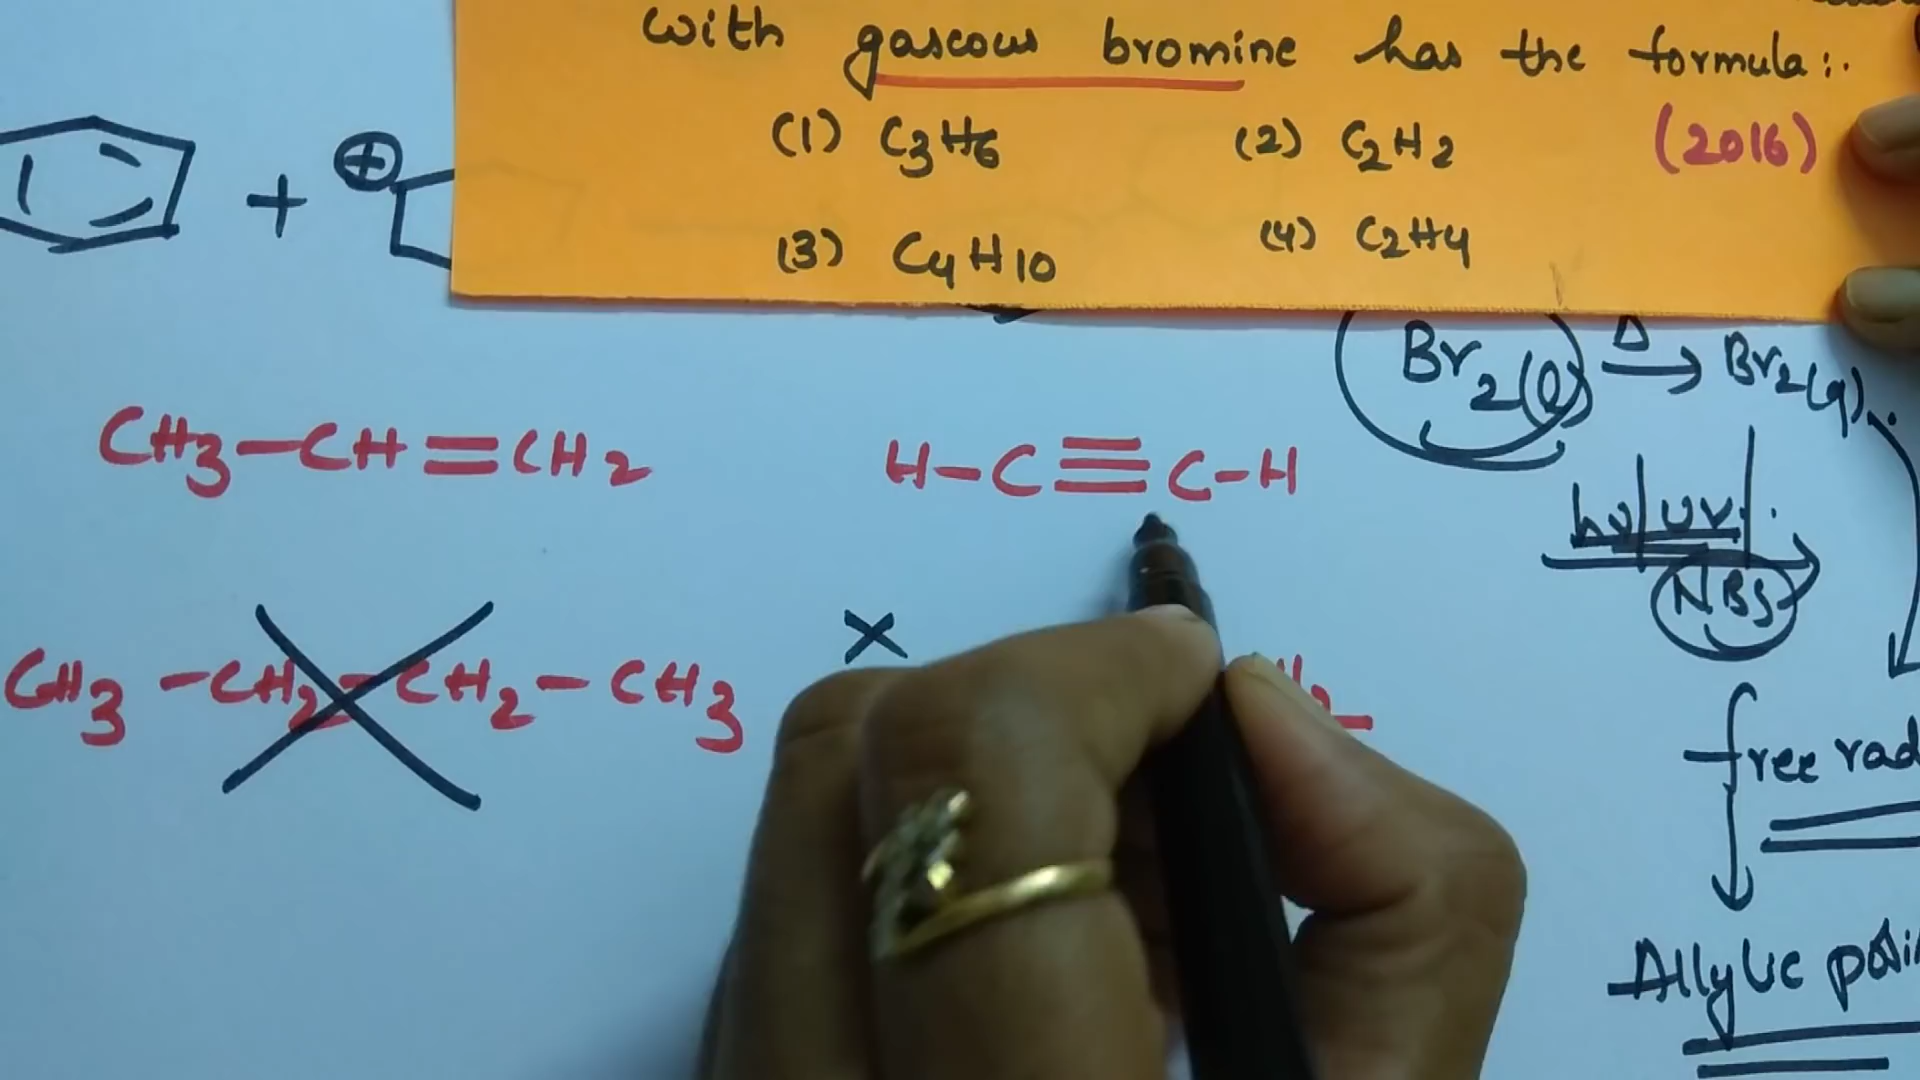 with gaseous bromine has the formula:.
(1) C3H6 (2) C2H2 (2016)
(3) C4H10 (4) C2H4
+ ⊕
Br2(l) Δ→ Br2(g)
CH3-CH=CH2 H-C≡C-H
hν|UV|
NBS
CH3-CH2-CH2-CH3
×
free rad
Allylic